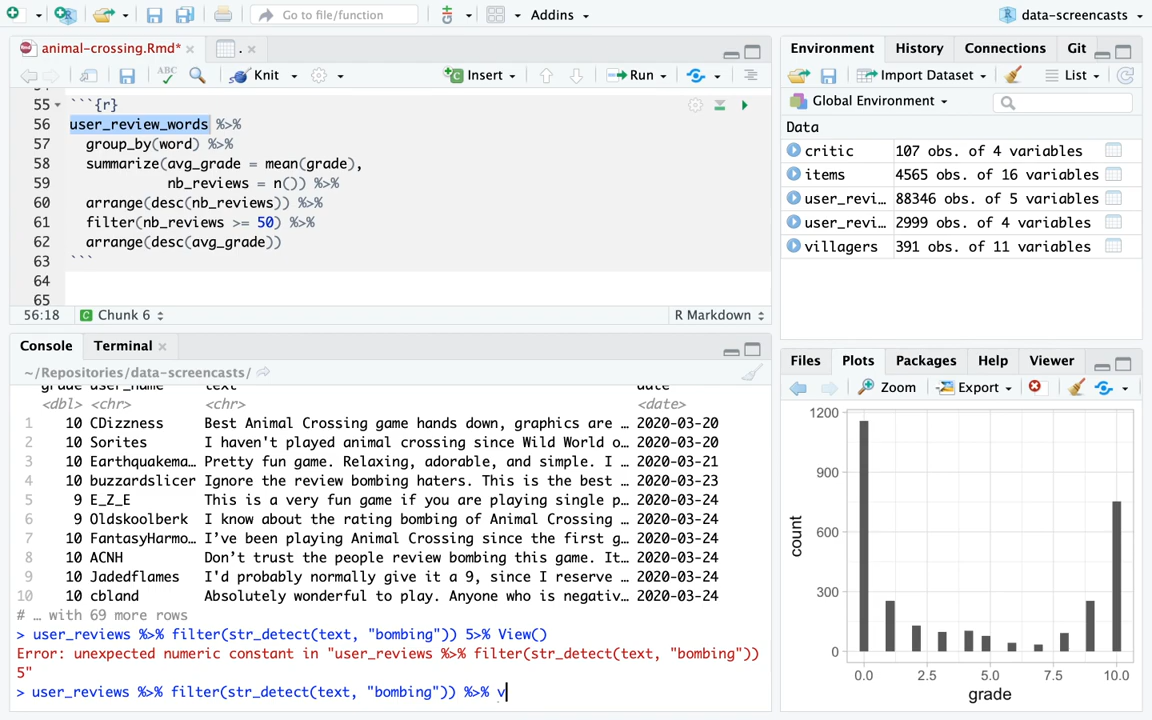 Go to file/function
Addins
data-screencasts
animal-crossing.Rmd*
.
ABC
Knit
Insert
Run
55 ```{r}
56 user_review_words %>%
57 group_by(word) %>%
58 summarize(avg_grade = mean(grade),
59 nb_reviews = n()) %>%
60 arrange(desc(nb_reviews)) %>%
61 filter(nb_reviews >= 50) %>%
62 arrange(desc(avg_grade))
63 ```
64
65
56:18 Chunk 6 R Markdown
Console Terminal
~/Repositories/data-screencasts/
grade user_name text date
<dbl> <chr> <chr> <date>
1 10 CDizzness Best Animal Crossing game hands down, graphics are … 2020-03-20
2 10 Sorites I haven't played animal crossing since Wild World o… 2020-03-20
3 10 Earthquakema… Pretty fun game. Relaxing, adorable, and simple. I … 2020-03-21
4 10 buzzardslicer Ignore the review bombing haters. This is the best … 2020-03-23
5 9 E_Z_E This is a very fun game if you are playing single p… 2020-03-24
6 9 Oldskoolberk I know about the rating bombing of Animal Crossing … 2020-03-24
7 10 FantasyHarmo… I’ve been playing Animal Crossing since the first g… 2020-03-24
8 10 ACNH Don’t trust the people review bombing this game. It… 2020-03-24
9 10 Jadedflames I'd probably normally give it a 9, since I reserve … 2020-03-24
10 10 cbland Absolutely wonderful to play. Anyone who is negativ… 2020-03-24
# … with 69 more rows
> user_reviews %>% filter(str_detect(text, "bombing")) 5>% View()
Error: unexpected numeric constant in "user_reviews %>% filter(str_detect(text, "bombing"))
5"
> user_reviews %>% filter(str_detect(text, "bombing")) %>% v
Environment History Connections Git
Import Dataset List
Global Environment
Data
critic 107 obs. of 4 variables
items 4565 obs. of 16 variables
user_revi… 88346 obs. of 5 variables
user_revi… 2999 obs. of 4 variables
villagers 391 obs. of 11 variables
Files Plots Packages Help Viewer
Zoom Export
1200
900
600
300
0
count
0.0 2.5 5.0 7.5 10.0
grade